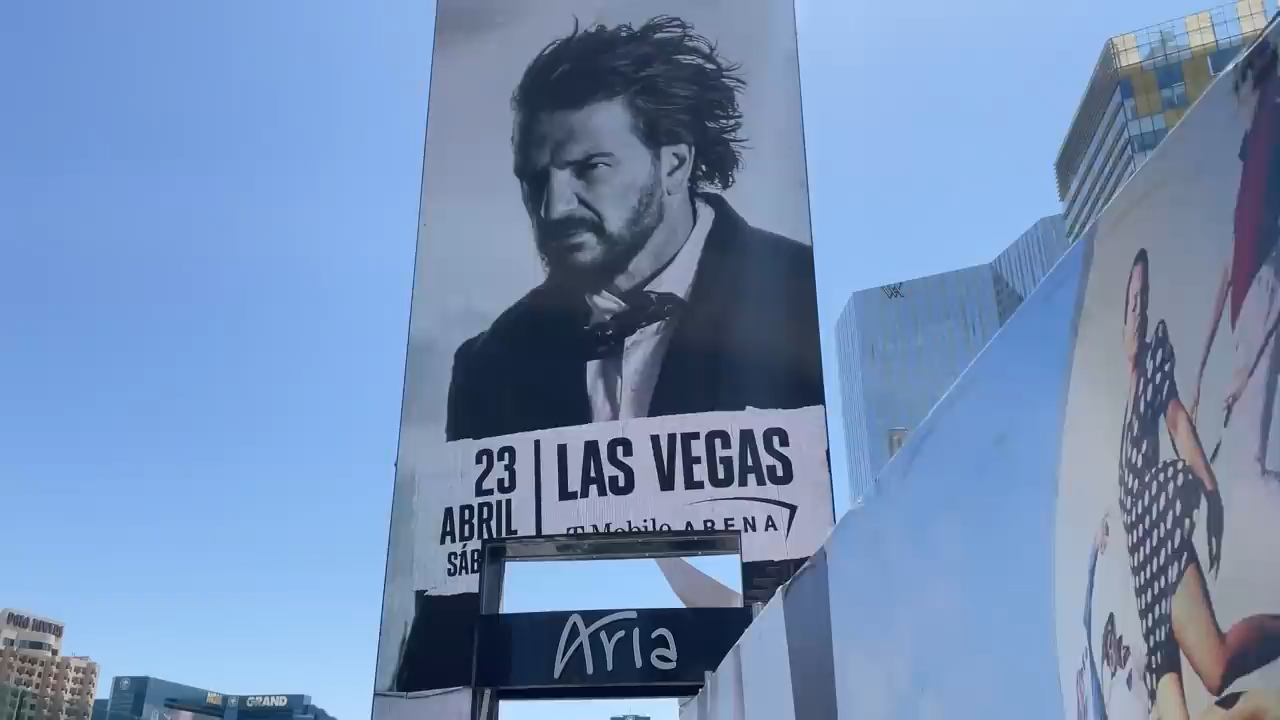 23
ABRIL
SÁB
LAS VEGAS
T Mobile ARENA
Aria
POLO TOWERS
GRAND